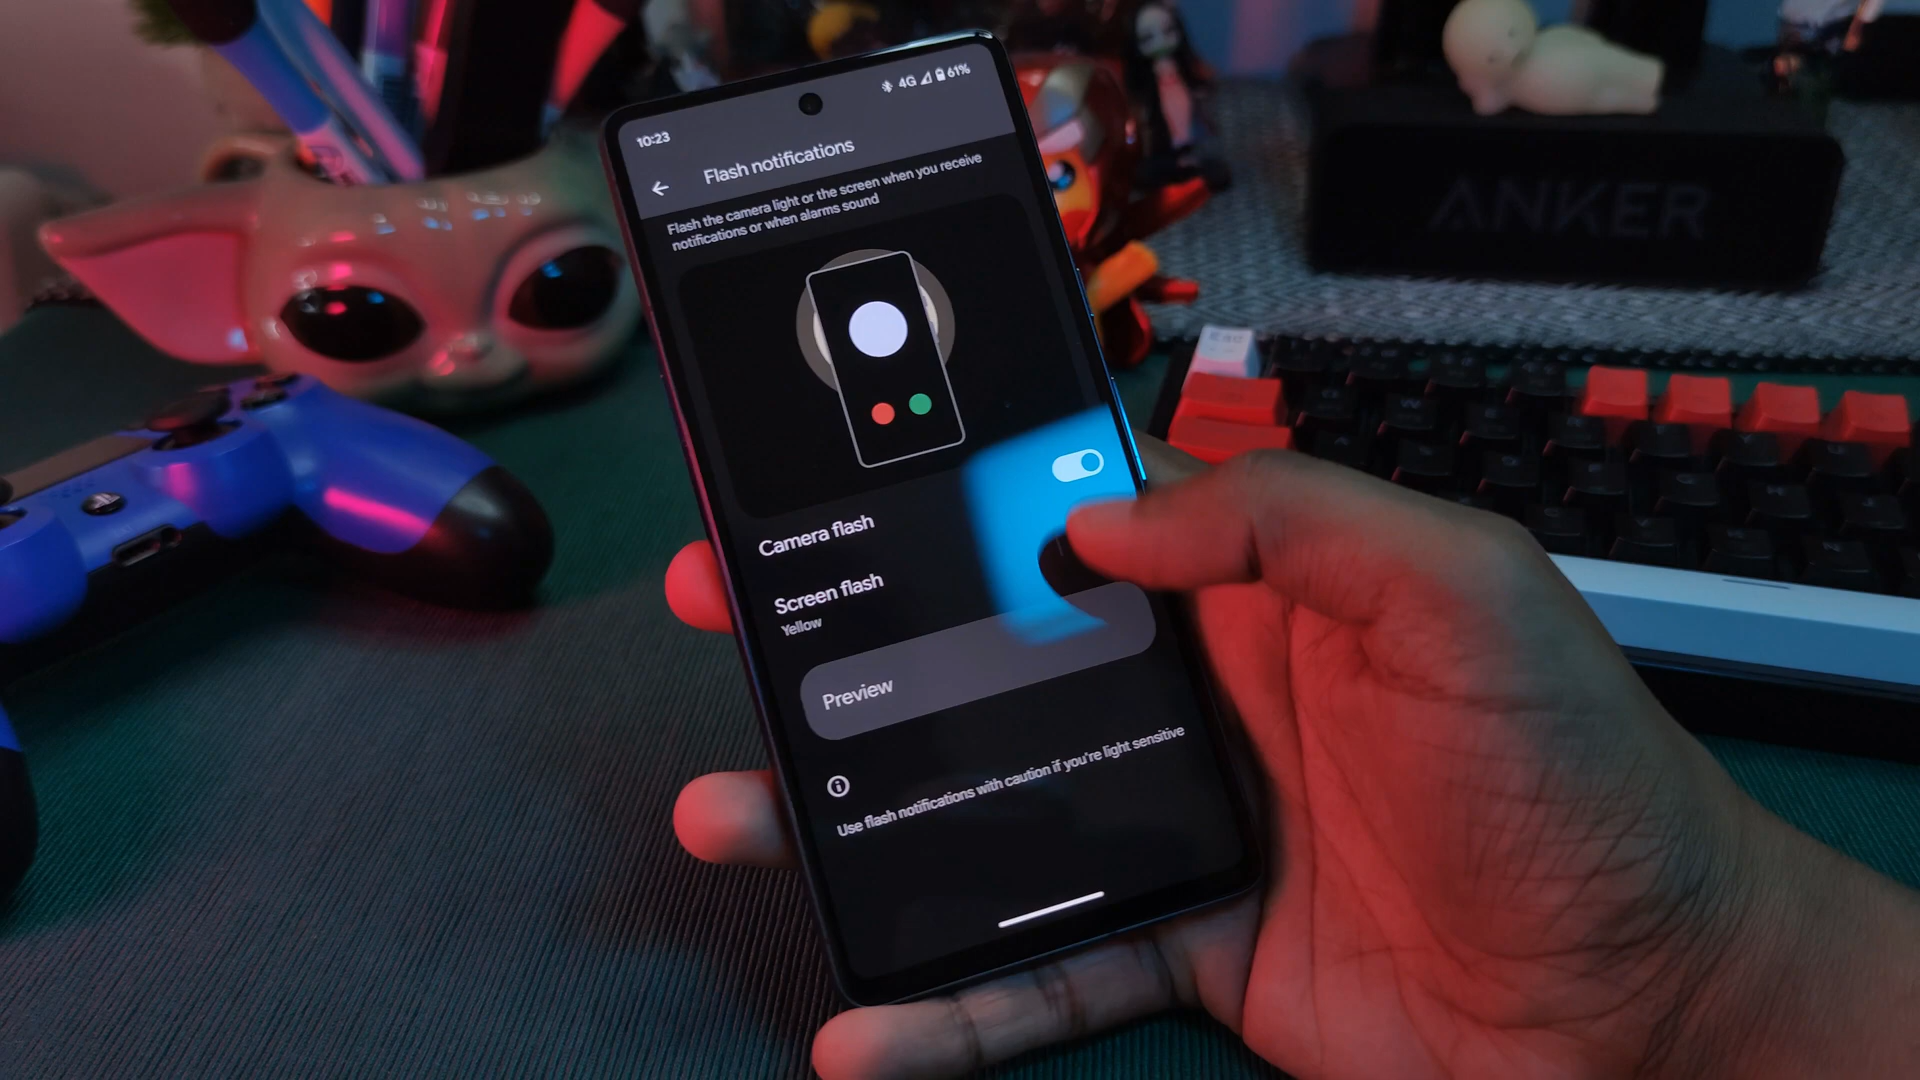 10:23
4G 61%
Flash notifications
Flash the camera light or the screen when you receive
notifications or when alarms sound
Camera flash
Screen flash
Yellow
Preview
Use flash notifications with caution if you're light sensitive
ANKER